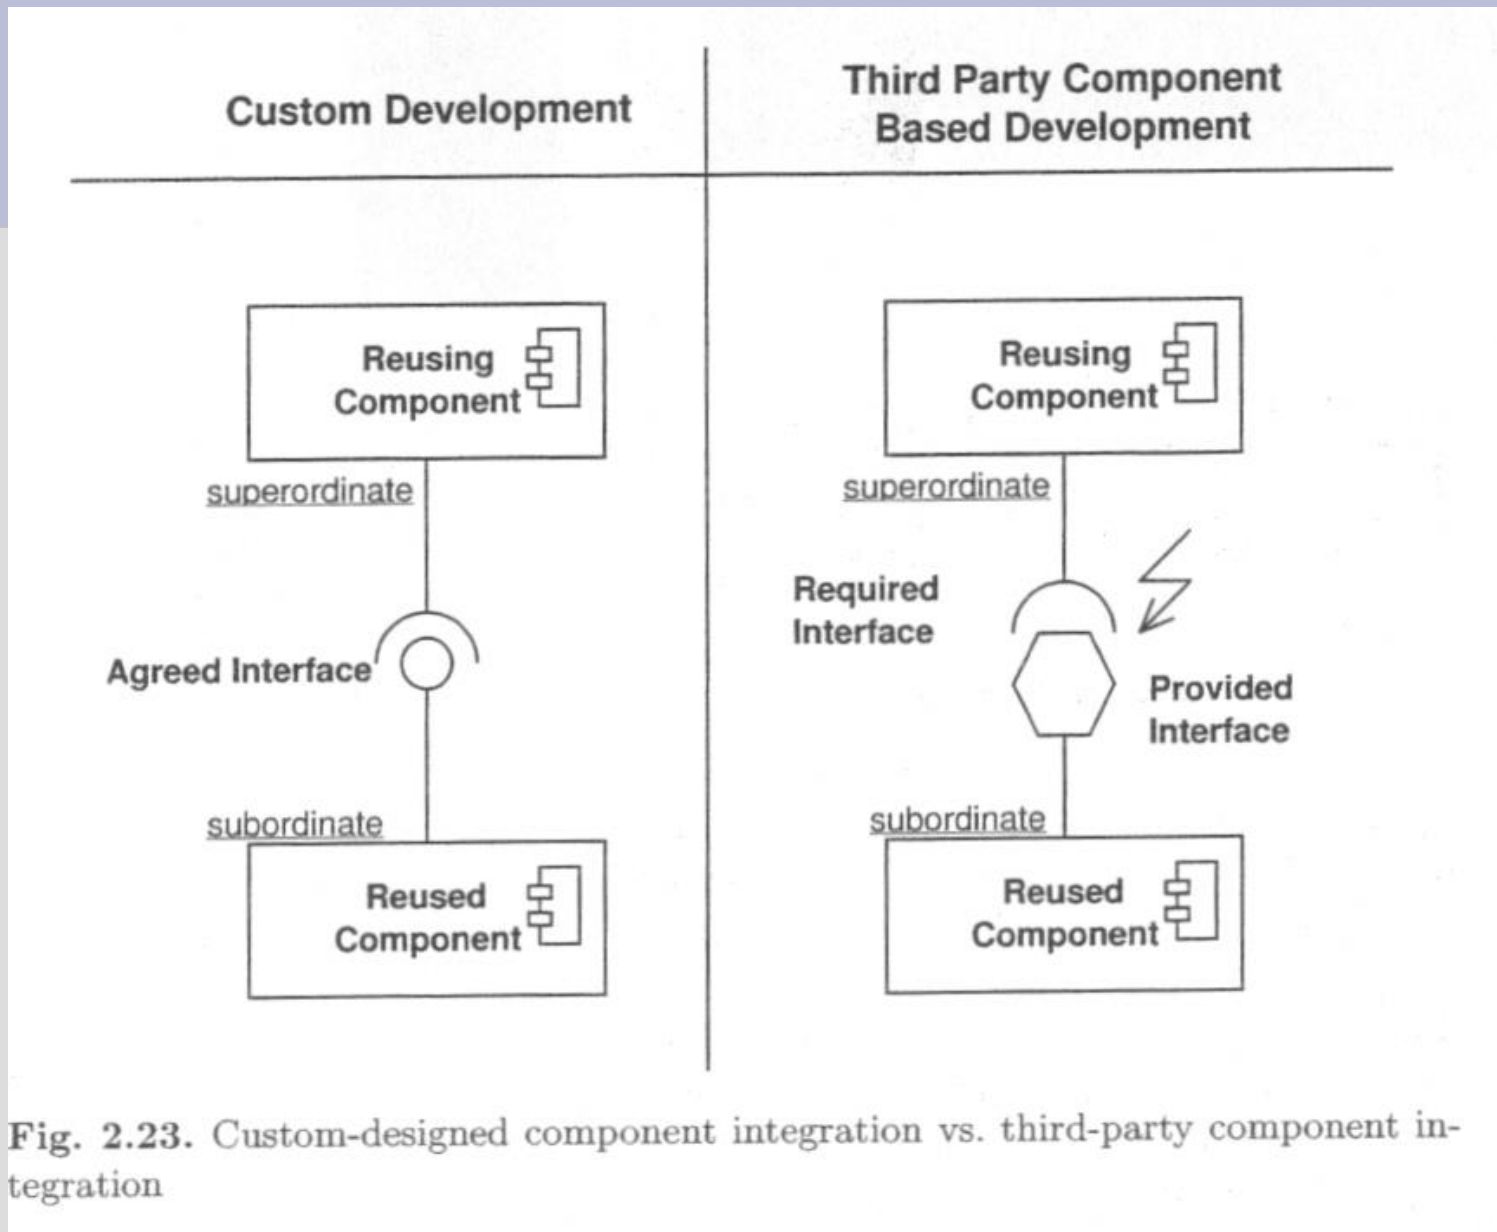 Custom Development
Third Party Component
Based Development
Reusing
Component
superordinate
Agreed Interface
subordinate
Reused
Component
Reusing
Component
superordinate
Required
Interface
Provided
Interface
subordinate
Reused
Component
Fig. 2.23. Custom-designed component integration vs. third-party component in-
tegration